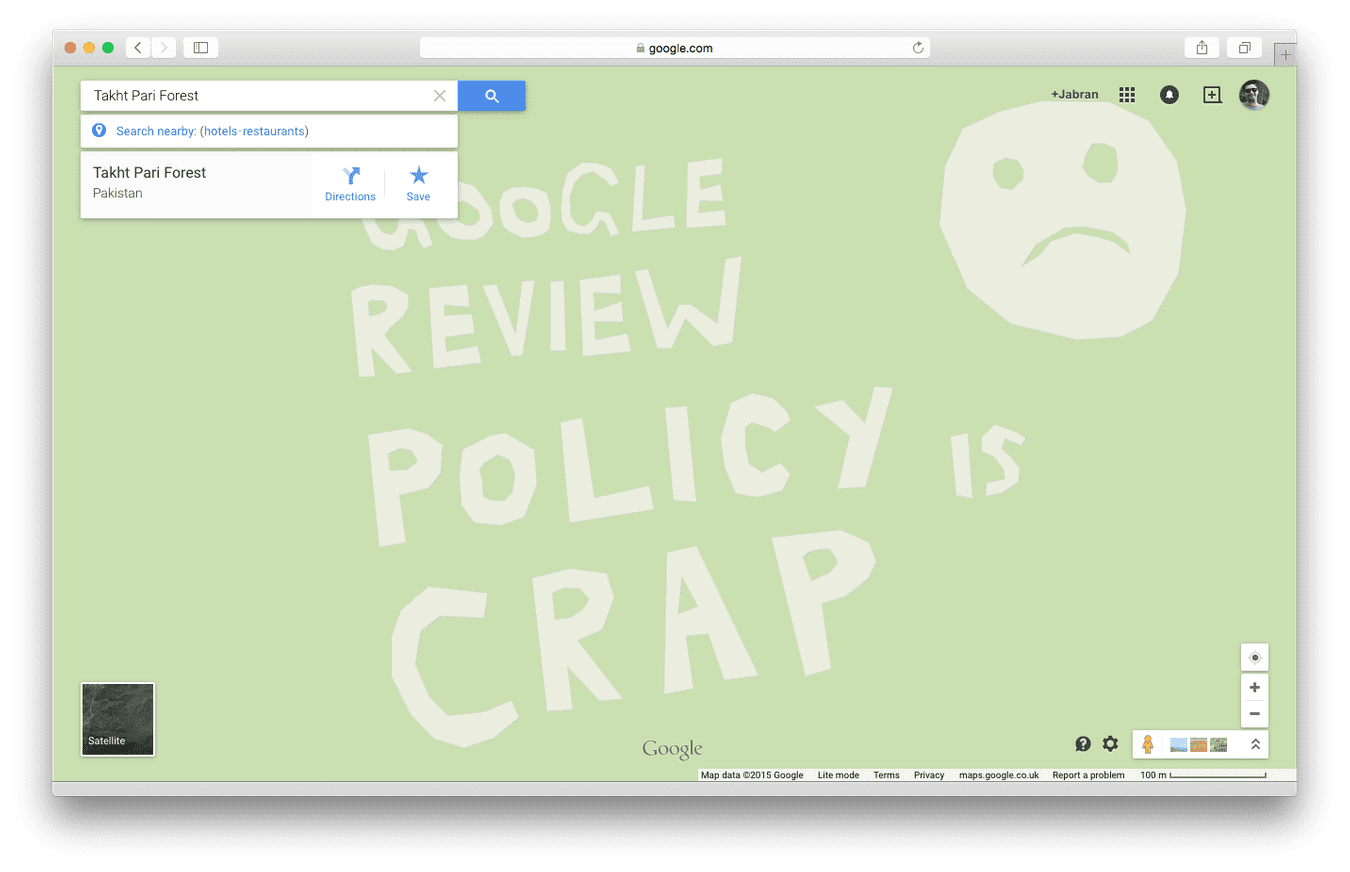 google.com
Takht Pari Forest
+Jabran
Search nearby: (hotels·restaurants)
Takht Pari Forest
Pakistan
Directions
Save
GOOGLE
REVIEW
POLICY IS
CRAP
Satellite
Google
Map data ©2015 Google Lite mode Terms Privacy maps.google.co.uk Report a problem 100 m